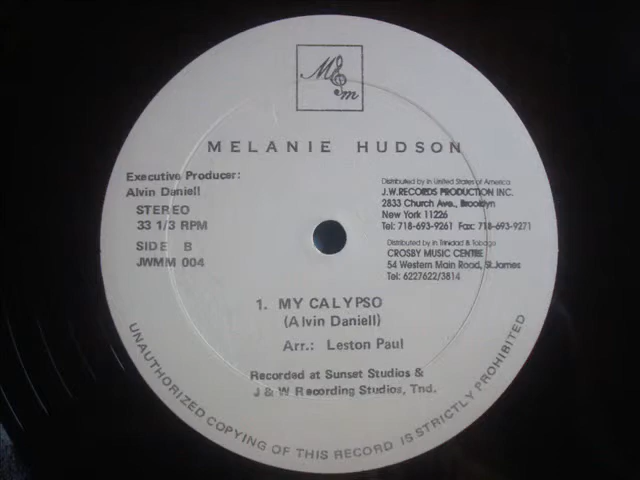 M&m
MELANIE HUDSON
Executive Producer:
Alvin Daniell
STEREO
33 1/3 RPM
SIDE B
JWMM 004
Distributed by in United States of America
J.W.RECORDS PRODUCTION INC.
2833 Church Ave., Brooklyn
New York 11226
Tel: 718-693-9261 Fax: 718-693-9271
Distributed by in Trinidad & Tobago
CROSBY MUSIC CENTRE
54 Western Main Road, St.James
Tel: 6227622/3814
1. MY CALYPSO
(Alvin Daniell)
Arr.: Leston Paul
Recorded at Sunset Studios &
J & W Recording Studios, Tnd.
UNAUTHORIZED COPYING OF THIS RECORD IS STRICTLY PROHIBITED